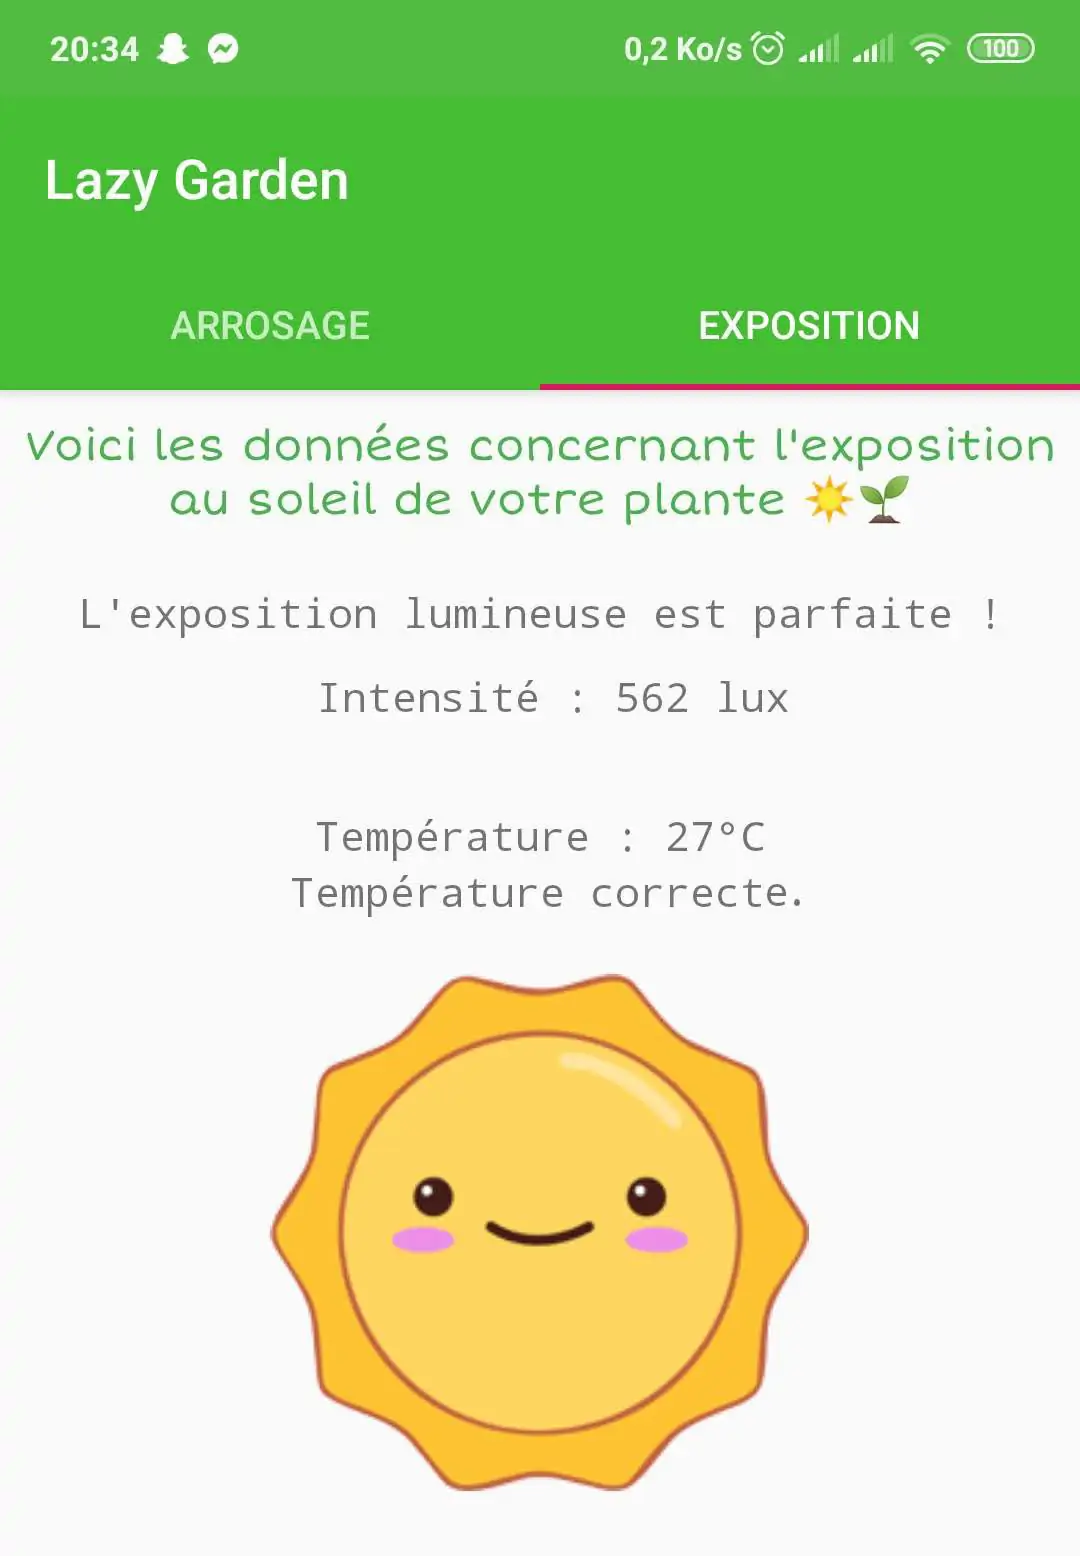 20:34 0,2 Ko/s 100
Lazy Garden
ARROSAGE EXPOSITION
Voici les données concernant l'exposition
au soleil de votre plante ☀️🌱
L'exposition lumineuse est parfaite !
Intensité : 562 lux
Température : 27°C
Température correcte.